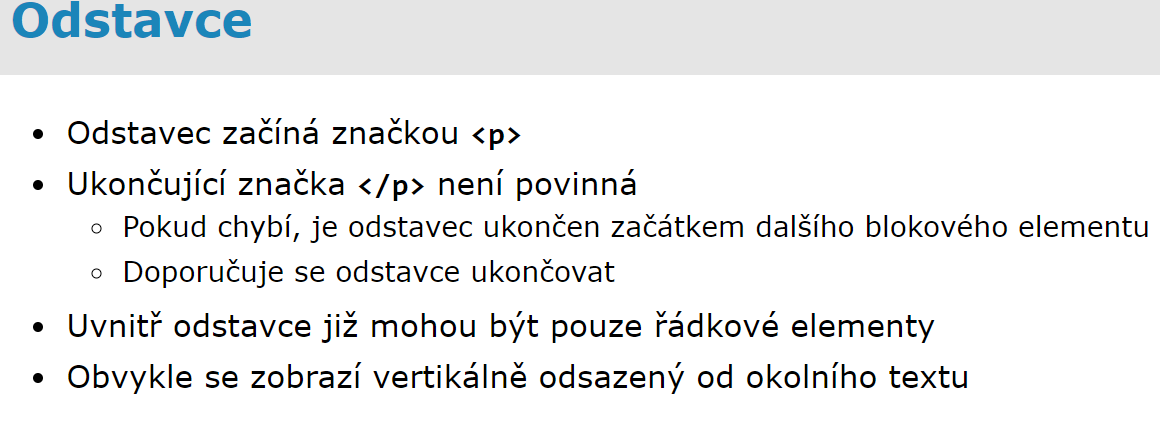 Odstavce
Odstavec začíná značkou <p>
Ukončující značka </p> není povinná
Pokud chybí, je odstavec ukončen začátkem dalšího blokového elementu
Doporučuje se odstavce ukončovat
Uvnitř odstavce již mohou být pouze řádkové elementy
Obvykle se zobrazí vertikálně odsazený od okolního textu